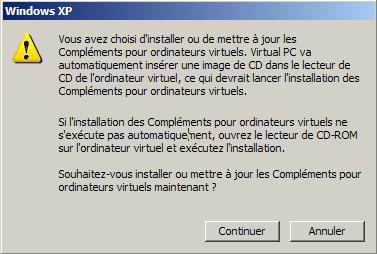 Windows XP
Vous avez choisi d'installer ou de mettre à jour les
Compléments pour ordinateurs virtuels. Virtual PC va
automatiquement insérer une image de CD dans le lecteur de
CD de l'ordinateur virtuel, ce qui devrait lancer l'installation des
Compléments pour ordinateurs virtuels.
Si l'installation des Compléments pour ordinateurs virtuels ne
s'exécute pas automatiquement, ouvrez le lecteur de CD-ROM
sur l'ordinateur virtuel et exécutez l'installation.
Souhaitez-vous installer ou mettre à jour les Compléments pour
ordinateurs virtuels maintenant ?
Continuer
Annuler